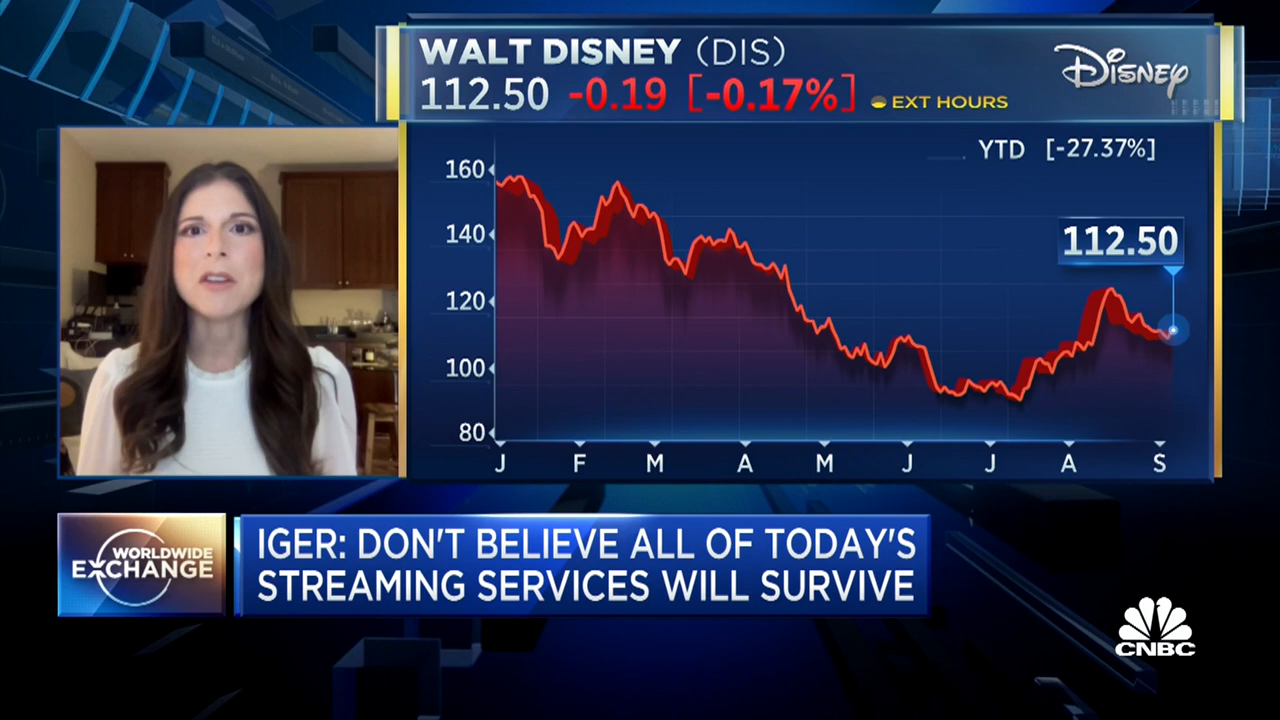 WALT DISNEY (DIS)
112.50 -0.19 [-0.17%] EXT HOURS
DISNEY
YTD [-27.37%]
160
140
120
100
80
112.50
J F M A M J J A S
WORLDWIDE
EXCHANGE
IGER: DON'T BELIEVE ALL OF TODAY'S
STREAMING SERVICES WILL SURVIVE
CNBC